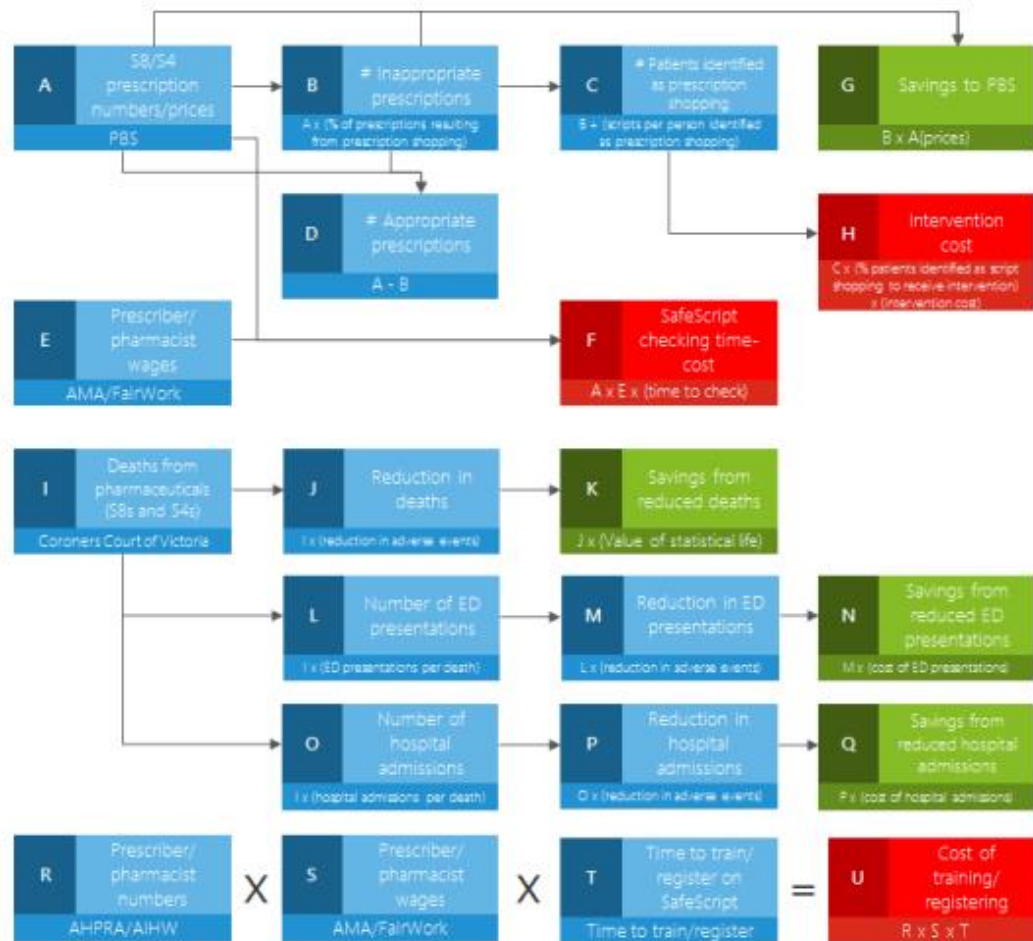 A
S8/S4
prescription
numbers/prices
PBS
B
# Inappropriate
prescriptions
A x (% of prescriptions resulting
from prescription shopping)
C
# Patients identified
as prescription
shopping
B ÷ (scripts per person identified
as prescription shopping)
G
Savings to PBS
B x A(prices)
D
# Appropriate
prescriptions
A - B
H
Intervention
cost
C x (% patients identified as script
shopping to receive intervention)
x (intervention cost)
E
Prescriber/
pharmacist
wages
AMA/FairWork
F
SafeScript
checking time-
cost
A x E x (time to check)
I
Deaths from
pharmaceuticals
(S8s and S4s)
Coroners Court of Victoria
J
Reduction in
deaths
I x (reduction in adverse events)
K
Savings from
reduced deaths
J x (Value of statistical life)
L
Number of ED
presentations
I x (ED presentations per death)
M
Reduction in ED
presentations
L x (reduction in adverse events)
N
Savings from
reduced ED
presentations
M x (cost of ED presentations)
O
Number of
hospital
admissions
I x (hospital admissions per death)
P
Reduction in
hospital
admissions
O x (reduction in adverse events)
Q
Savings from
reduced hospital
admissions
P x (cost of hospital admissions)
R
Prescriber/
pharmacist
numbers
AHPRA/AIHW
X
S
Prescriber/
pharmacist
wages
AMA/FairWork
X
T
Time to train/
register on
SafeScript
Time to train/register
=
U
Cost of
training/
registering
R x S x T